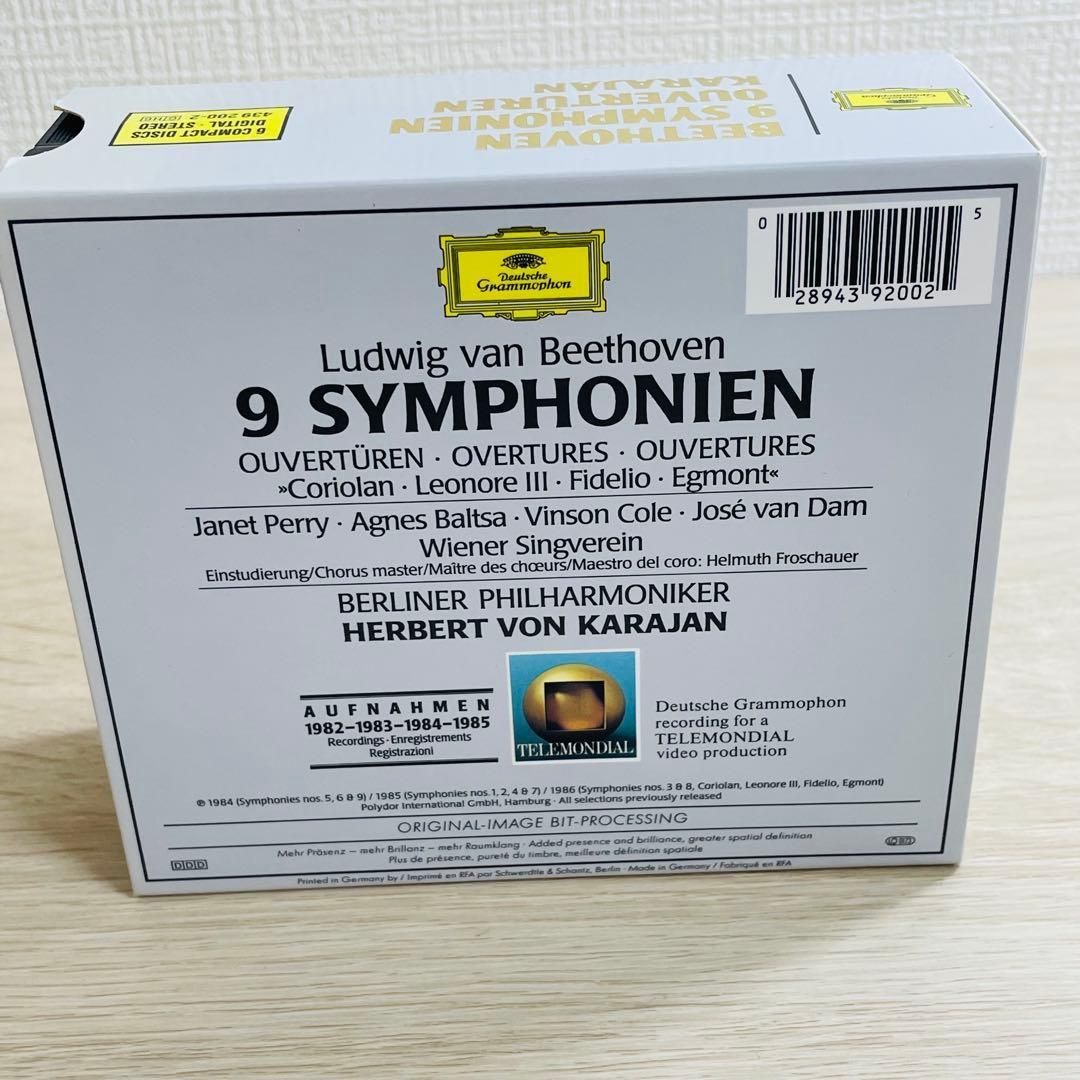 6 COMPACT DISCS
DIGITAL · STEREO
439 200-2
BEETHOVEN
9 SYMPHONIEN
OUVERTÜREN
KARAJAN
Deutsche
Grammophon
0
28943 92002
5
Deutsche
Grammophon
Ludwig van Beethoven
9 SYMPHONIEN
OUVERTÜREN · OVERTURES · OUVERTURES
»Coriolan · Leonore III · Fidelio · Egmont«
Janet Perry · Agnes Baltsa · Vinson Cole · José van Dam
Wiener Singverein
Einstudierung/Chorus master/Maître des chœurs/Maestro del coro: Helmuth Froschauer
BERLINER PHILHARMONIKER
HERBERT VON KARAJAN
AUFNAHMEN
1982–1983–1984–1985
Recordings · Enregistrements
Registrazioni
TELEMONDIAL
Deutsche Grammophon
recording for a
TELEMONDIAL
video production
℗ 1984 (Symphonies nos. 5, 6 & 9) / 1985 (Symphonies nos. 1, 2, 4 & 7) / 1986 (Symphonies nos. 3 & 8, Coriolan, Leonore III, Fidelio, Egmont)
Polydor International GmbH, Hamburg · All selections previously released
ORIGINAL-IMAGE BIT-PROCESSING
Mehr Präsenz – mehr Brillanz – mehr Raumklang · Added presence and brilliance, greater spatial definition
Plus de présence, pureté du timbre, meilleure définition spatiale
DDD
Printed in Germany by / Imprimé en RFA par Schwerdtle & Schantz, Berlin · Made in Germany / Fabriqué en RFA